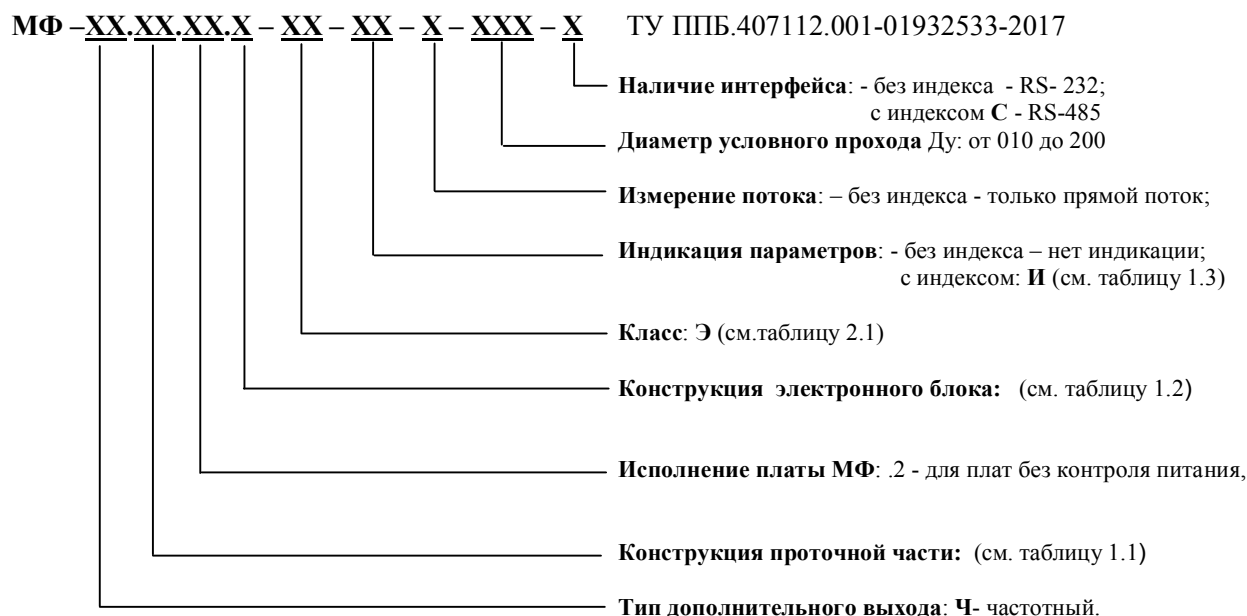 МФ –XX.XX.XX.X – XX – XX – X – XXX – X ТУ ППБ.407112.001-01932533-2017
Наличие интерфейса: - без индекса - RS- 232;
с индексом С - RS-485
Диаметр условного прохода Ду: от 010 до 200
Измерение потока: – без индекса - только прямой поток;
Индикация параметров: - без индекса – нет индикации;
с индексом: И (см. таблицу 1.3)
Класс: Э (см.таблицу 2.1)
Конструкция электронного блока: (см. таблицу 1.2)
Исполнение платы МФ: .2 - для плат без контроля питания,
Конструкция проточной части: (см. таблицу 1.1)
Тип дополнительного выхода: Ч- частотный.